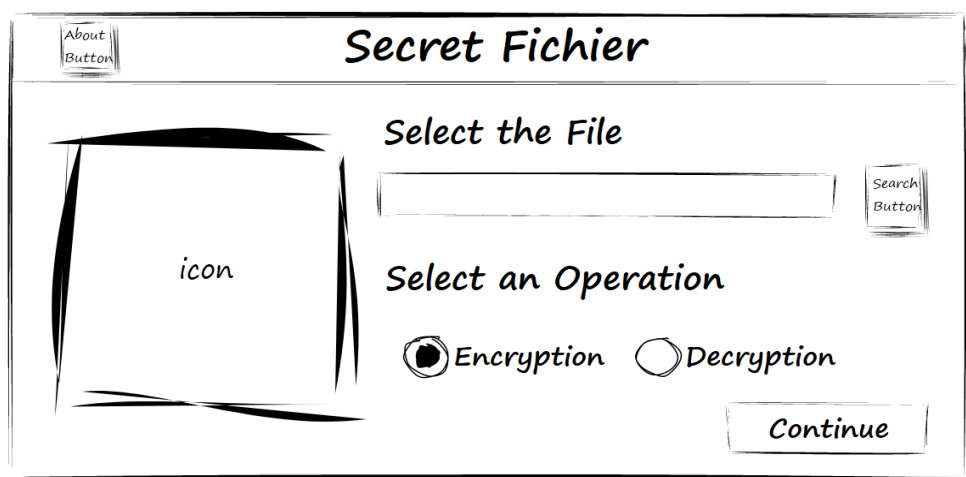 About
Button
Secret Fichier
Select the File
Search
Button
icon
Select an Operation
Encryption
Decryption
Continue